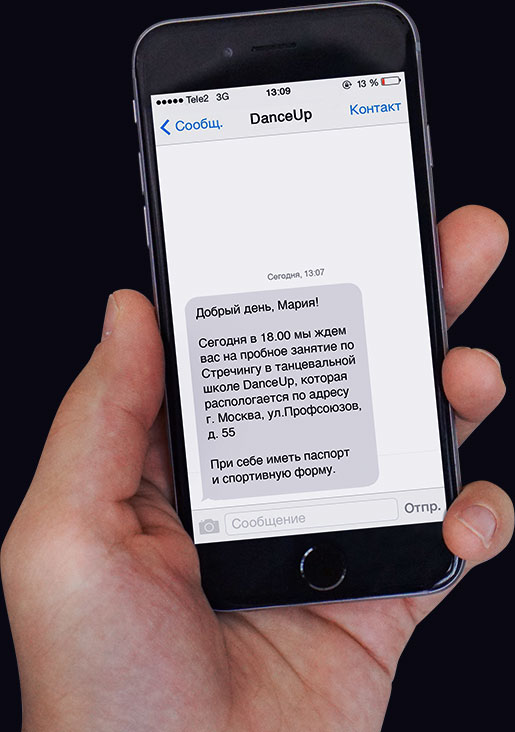 Tele2 3G 13:09 13 %
Сообщ. DanceUp Контакт
Сегодня, 13:07
Добрый день, Мария!
Сегодня в 18.00 мы ждем
вас на пробное занятие по
Стречингу в танцевальной
школе DanceUp, которая
распологается по адресу
г. Москва, ул.Профсоюзов,
д. 55
При себе иметь паспорт
и спортивную форму.
Сообщение Отпр.